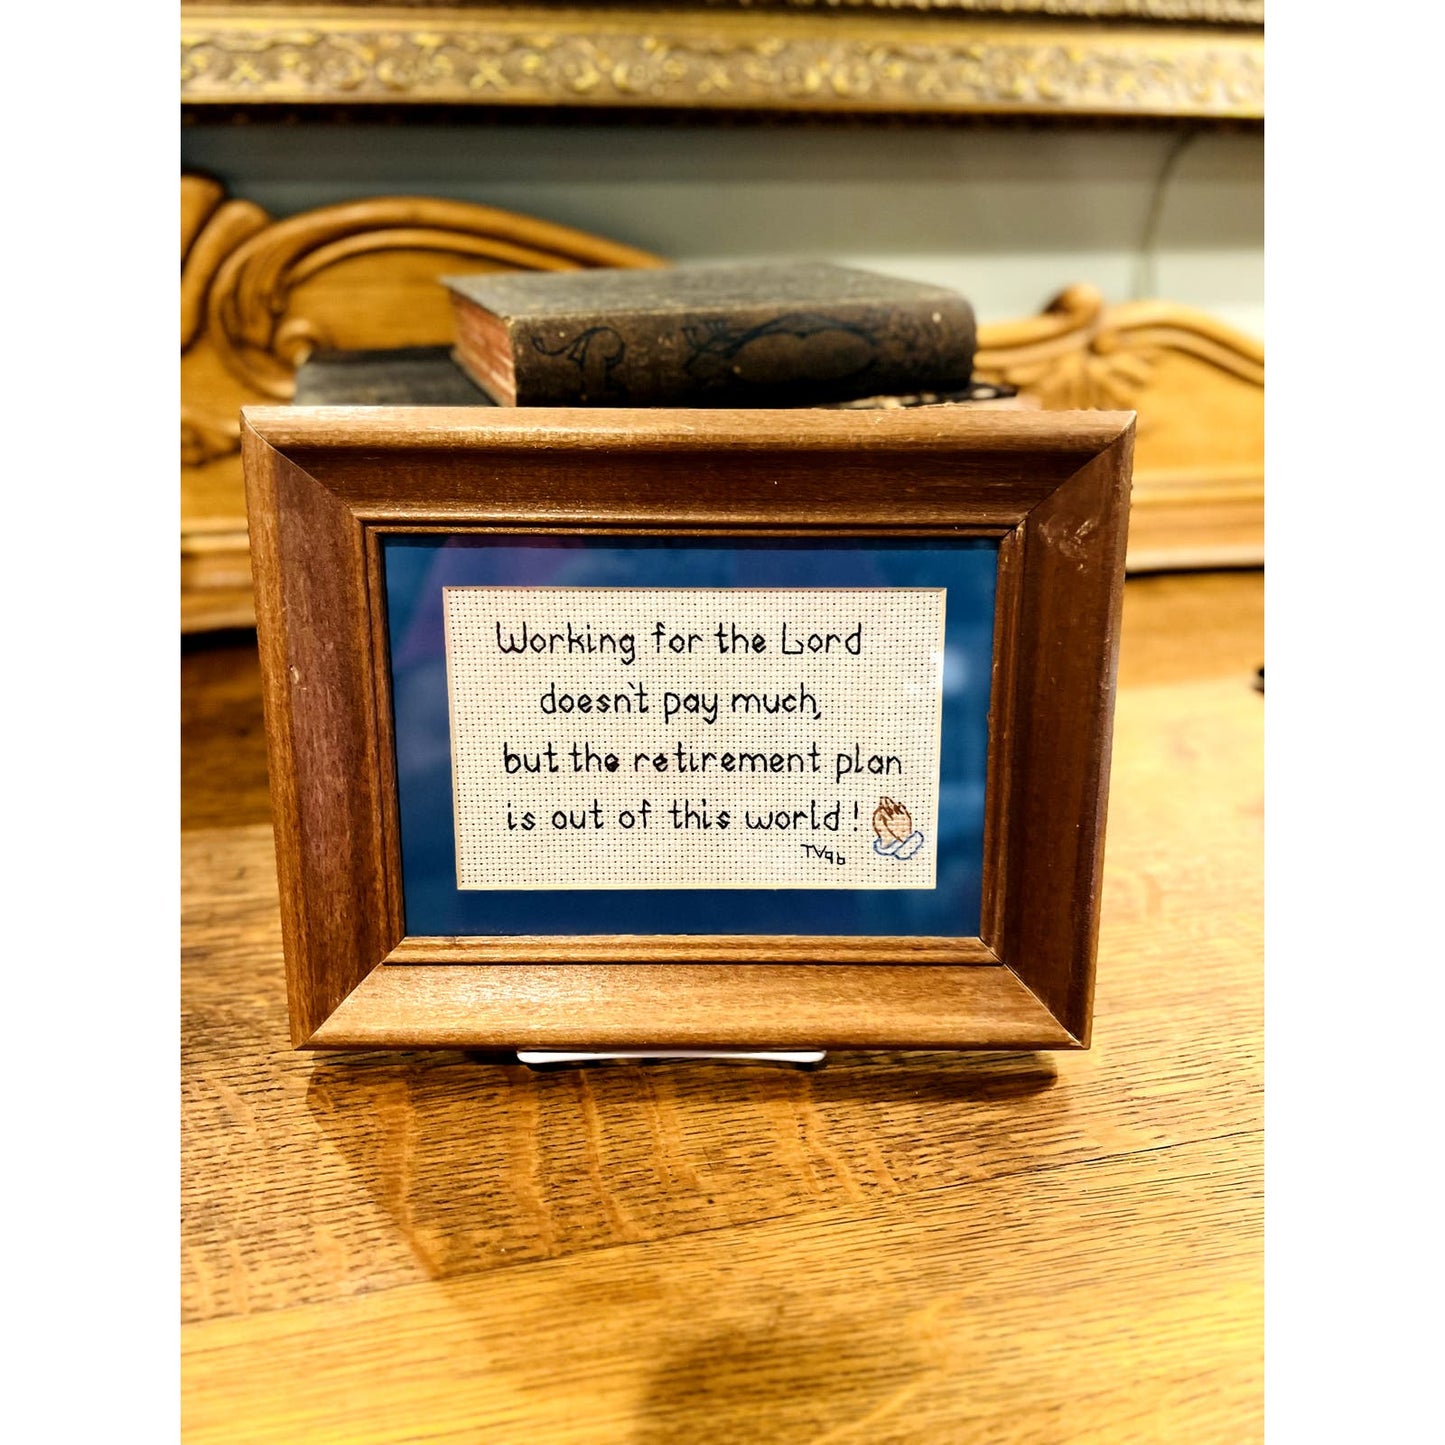 Working for the Lord
doesn't pay much,
but the retirement plan
is out of this world!
TV96